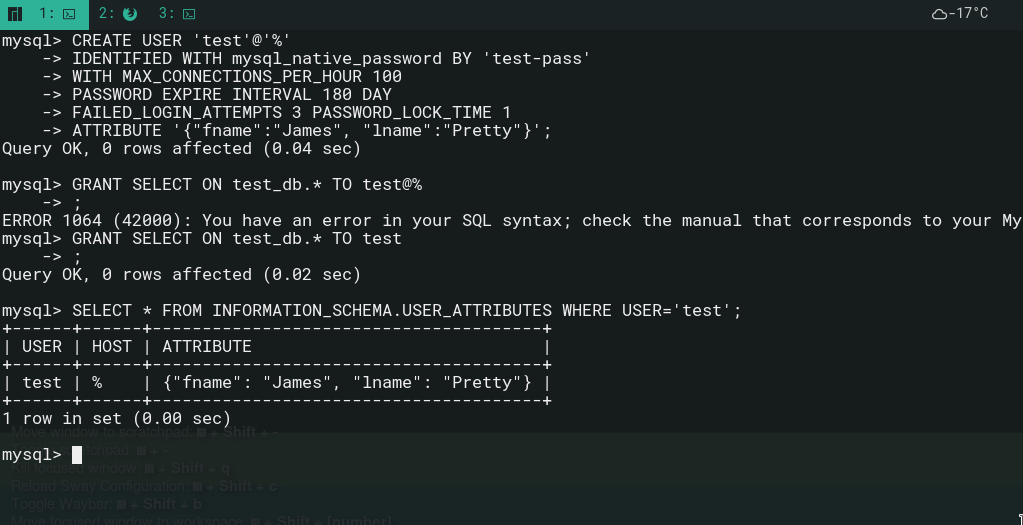 1: 2: 3: -17°C
mysql> CREATE USER 'test'@'%'
    -> IDENTIFIED WITH mysql_native_password BY 'test-pass'
    -> WITH MAX_CONNECTIONS_PER_HOUR 100
    -> PASSWORD EXPIRE INTERVAL 180 DAY
    -> FAILED_LOGIN_ATTEMPTS 3 PASSWORD_LOCK_TIME 1
    -> ATTRIBUTE '{"fname":"James", "lname":"Pretty"}';
Query OK, 0 rows affected (0.04 sec)
mysql> GRANT SELECT ON test_db.* TO test@%
    -> ;
ERROR 1064 (42000): You have an error in your SQL syntax; check the manual that corresponds to your My
mysql> GRANT SELECT ON test_db.* TO test
    -> ;
Query OK, 0 rows affected (0.02 sec)
mysql> SELECT * FROM INFORMATION_SCHEMA.USER_ATTRIBUTES WHERE USER='test';
+------+------+---------------------------------------+
| USER | HOST | ATTRIBUTE                             |
+------+------+---------------------------------------+
| test | %    | {"fname": "James", "lname": "Pretty"} |
+------+------+---------------------------------------+
1 row in set (0.00 sec)
Move window to scratchpad: + Shift + -
mysql>
Kill focused window: + Shift + q
Reload Sway Configuration: + Shift + c
Toggle Waybar: + Shift + b
Move focused window to workspace: + Shift + [number]